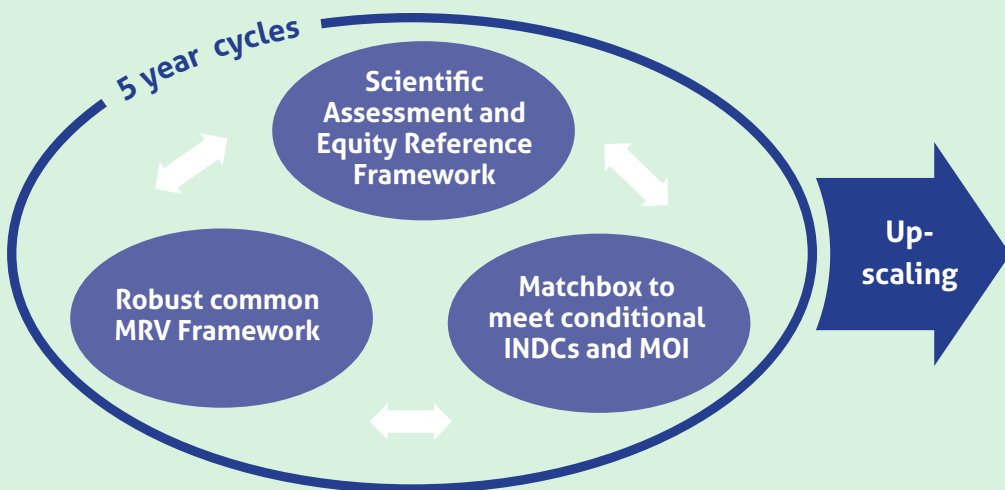 5 year cycles
Scientific
Assessment and
Equity Reference
Framework
Robust common
MRV Framework
Matchbox to
meet conditional
INDCs and MOI
Up-
scaling